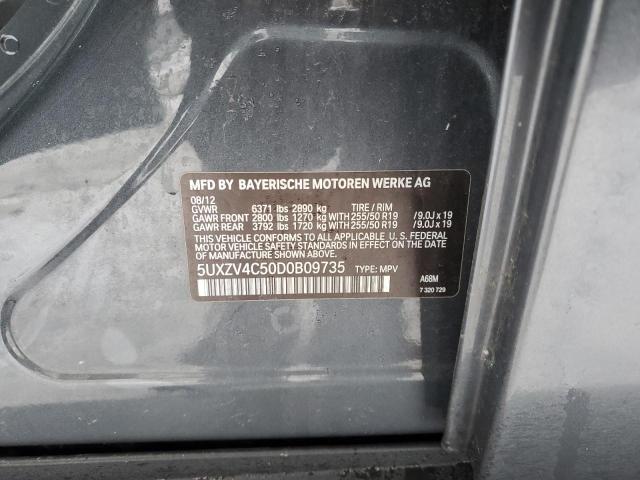 MFD BY BAYERISCHE MOTOREN WERKE AG
08/12
GVWR 6371 lbs 2890 kg TIRE / RIM
GAWR FRONT 2800 lbs 1270 kg WITH 255/50 R19 /9.0J x 19
GAWR REAR 3792 lbs 1720 kg WITH 255/50 R19 /9.0J x 19
THIS VEHICLE CONFORMS TO ALL APPLICABLE U. S. FEDERAL
MOTOR VEHICLE SAFETY STANDARDS IN EFFECT ON THE DATE
OF MANUFACTURE SHOWN ABOVE.
5UXZV4C50D0B09735 TYPE: MPV
A68M
7 320 729